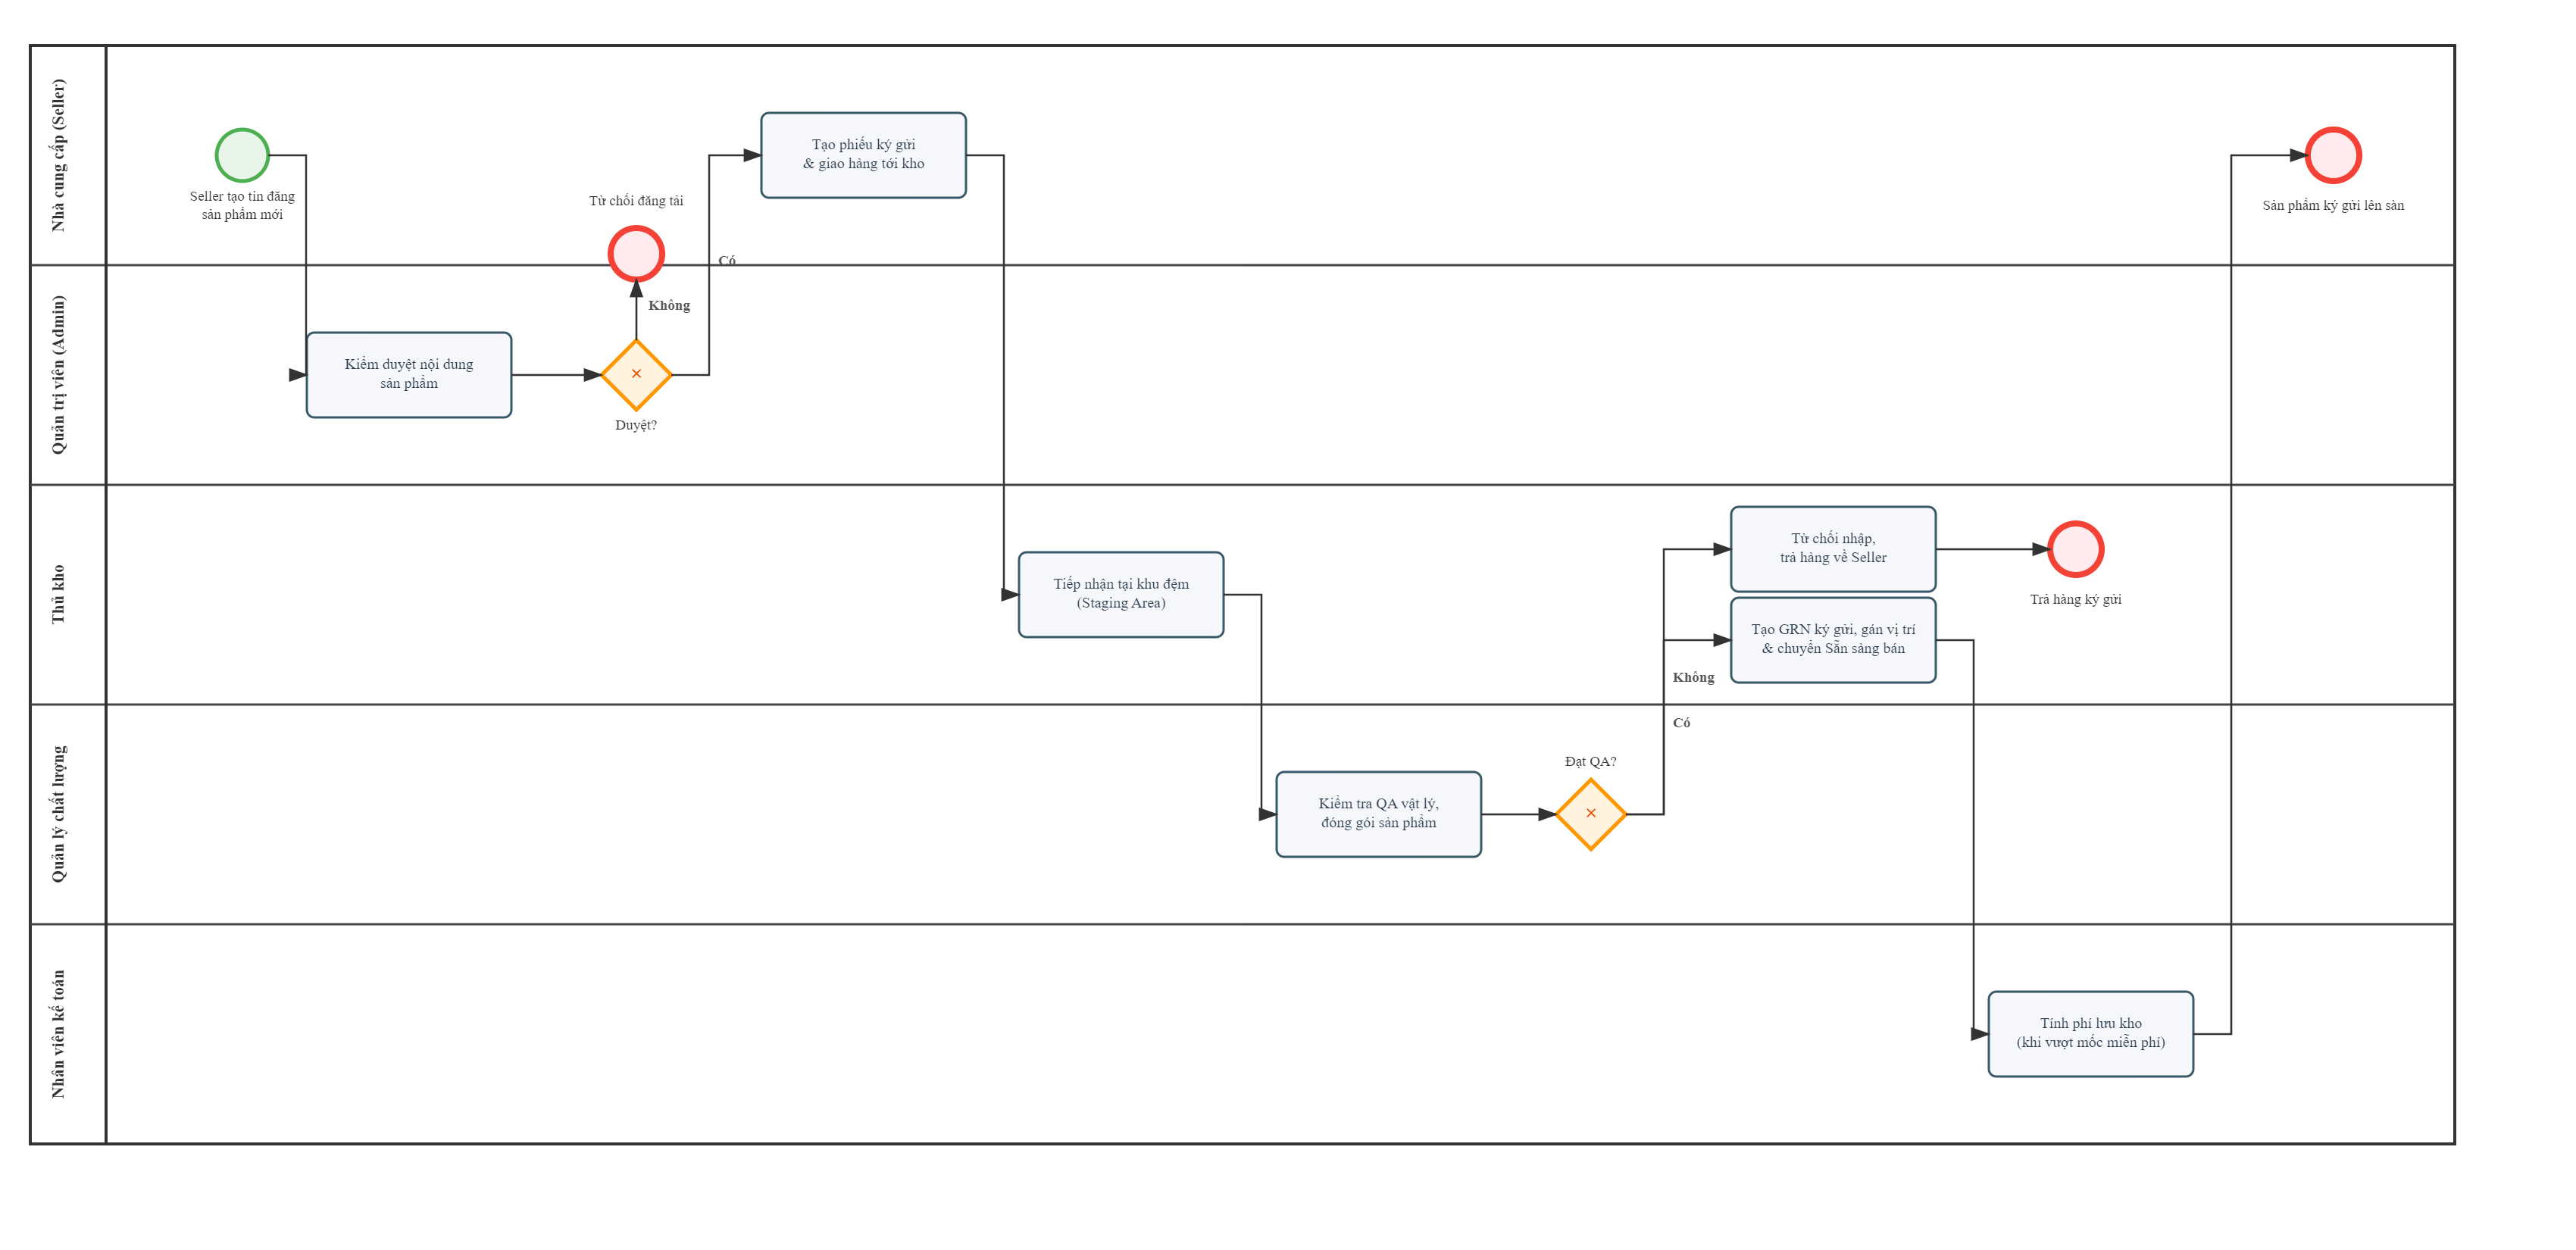 Nhà cung cấp (Seller)
Seller tạo tin đăng
sản phẩm mới
Từ chối đăng tải
Tạo phiếu ký gửi
& giao hàng tới kho
Sản phẩm ký gửi lên sàn
Có
Không
Quản trị viên (Admin)
Kiểm duyệt nội dung
sản phẩm
×
Duyệt?
Thủ kho
Tiếp nhận tại khu đệm
(Staging Area)
Từ chối nhập,
trả hàng về Seller
Trả hàng ký gửi
Tạo GRN ký gửi, gán vị trí
& chuyển Sẵn sàng bán
Không
Có
Quản lý chất lượng
Kiểm tra QA vật lý,
đóng gói sản phẩm
Đạt QA?
×
Nhân viên kế toán
Tính phí lưu kho
(khi vượt mốc miễn phí)